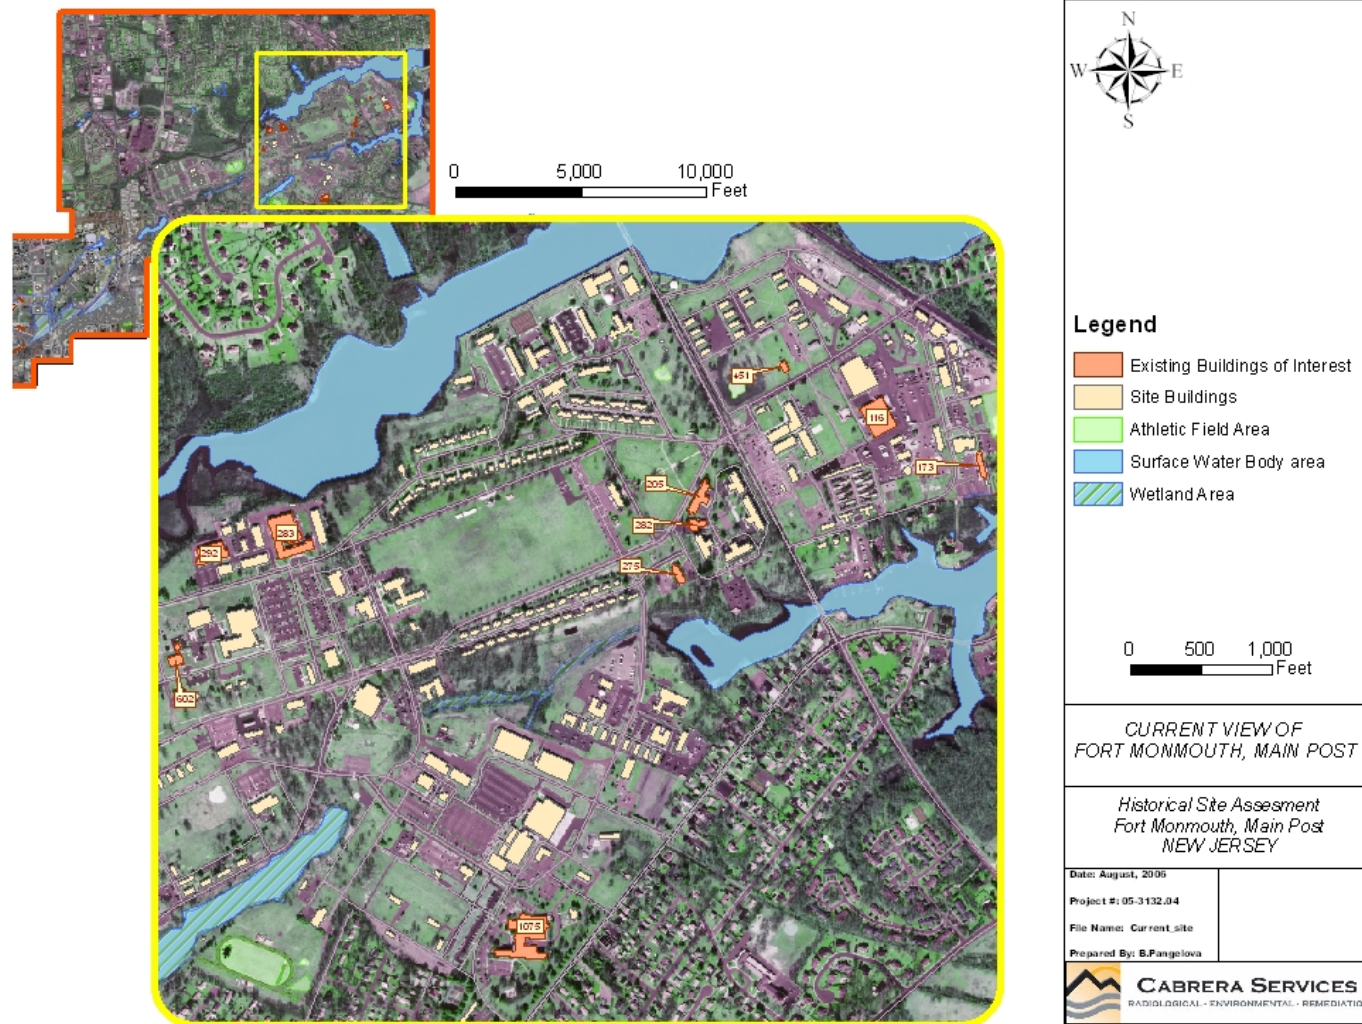 N
W E
S
0 5,000 10,000
Feet
451
116
173
205
282
275
283
292
602
1075
Legend
Existing Buildings of Interest
Site Buildings
Athletic Field Area
Surface Water Body area
Wetland Area
0 500 1,000
Feet
CURRENT VIEW OF
FORT MONMOUTH, MAIN POST
Historical Site Assesment
Fort Monmouth, Main Post
NEW JERSEY
Date: August, 2006
Project #: 05-3132.04
File Name: Current_site
Prepared By: B.Pangelova
CABRERA SERVICES
RADIOLOGICAL · ENVIRONMENTAL · REMEDIATIO